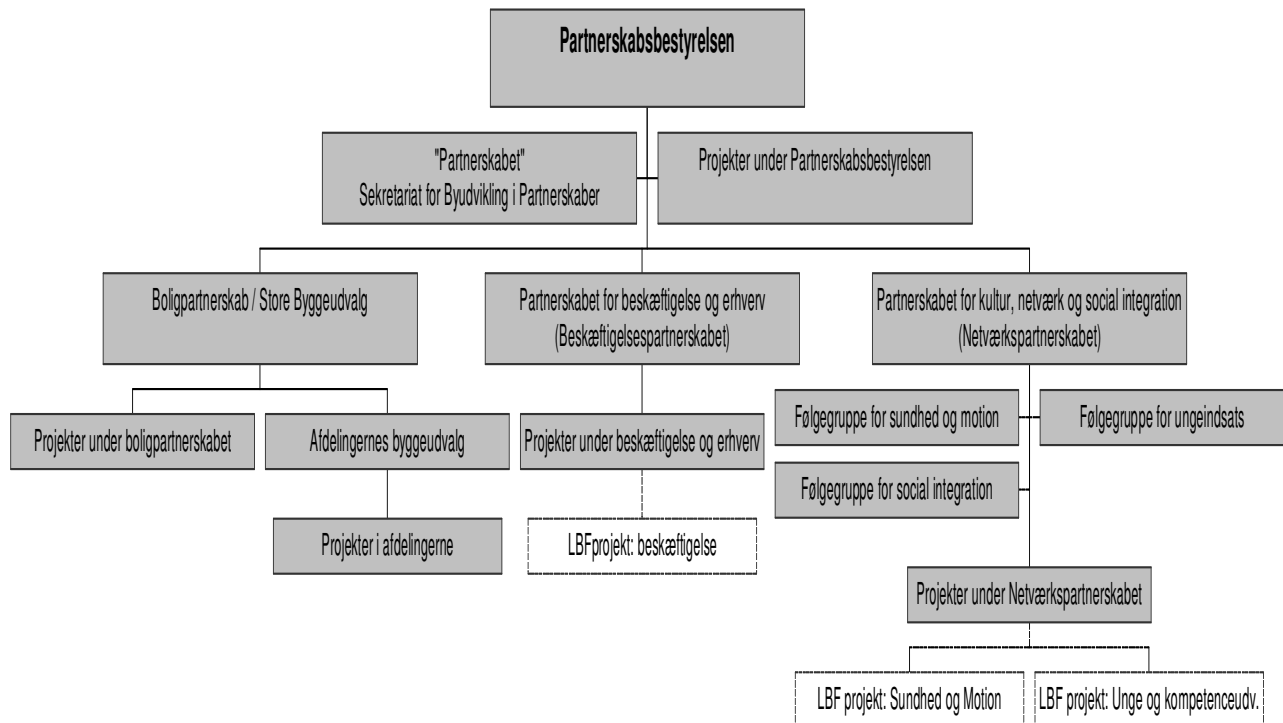 Partnerskabsbestyrelsen
"Partnerskabet"
Sekretariat for Byudvikling i Partnerskaber
Projekter under Partnerskabsbestyrelsen
Boligpartnerskab / Store Byggeudvalg
Partnerskabet for beskæftigelse og erhverv
(Beskæftigelsespartnerskabet)
Partnerskabet for kultur, netværk og social integration
(Netværkspartnerskabet)
Projekter under boligpartnerskabet
Afdelingernes byggeudvalg
Projekter under beskæftigelse og erhverv
Følgegruppe for sundhed og motion
Følgegruppe for ungeindsats
Følgegruppe for social integration
Projekter i afdelingerne
LBFprojekt: beskæftigelse
Projekter under Netværkspartnerskabet
LBF projekt: Sundhed og Motion
LBF projekt: Unge og kompetenceudv.